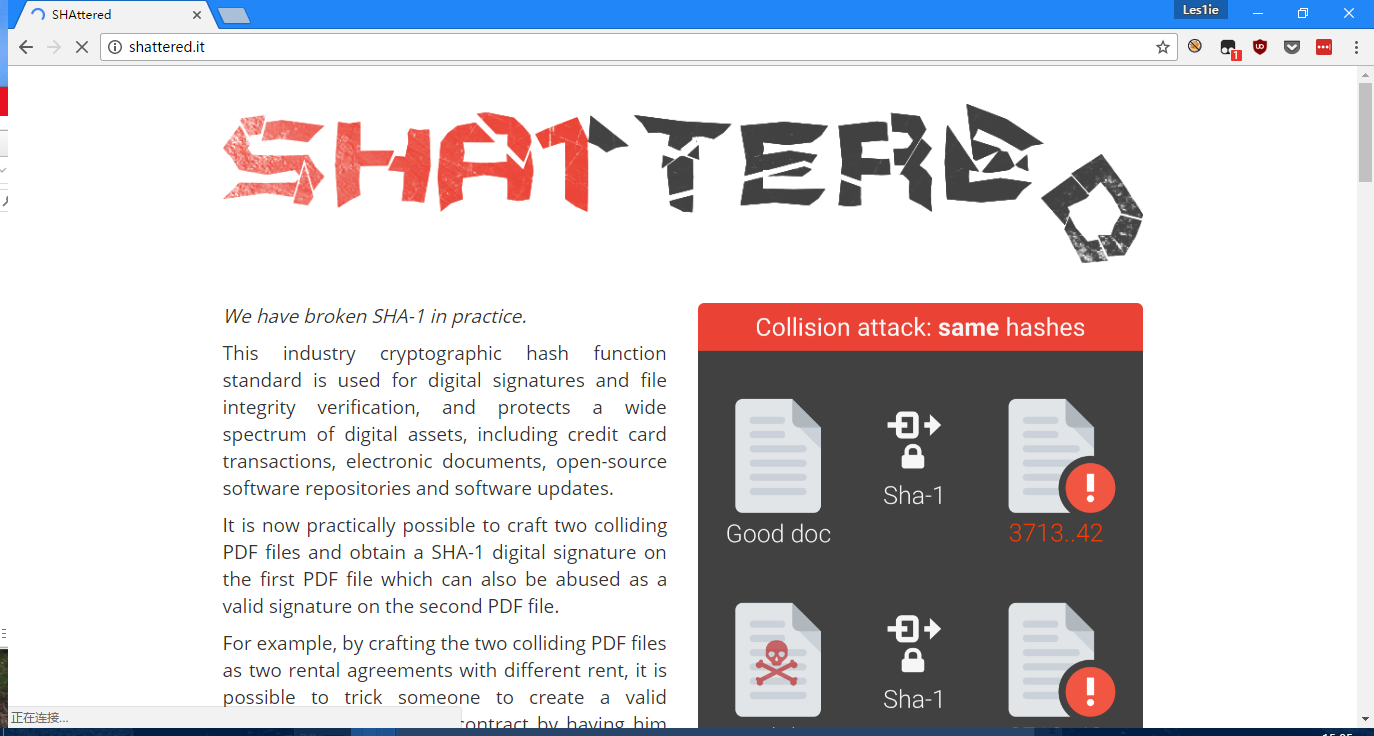 Les1ie
SHAttered
shattered.it
1
SHATTERED
We have broken SHA-1 in practice.
This industry cryptographic hash function
standard is used for digital signatures and file
integrity verification, and protects a wide
spectrum of digital assets, including credit card
transactions, electronic documents, open-source
software repositories and software updates.
It is now practically possible to craft two colliding
PDF files and obtain a SHA-1 digital signature on
the first PDF file which can also be abused as a
valid signature on the second PDF file.
For example, by crafting the two colliding PDF files
as two rental agreements with different rent, it is
possible to trick someone to create a valid
contract by having him
Collision attack: same hashes
Sha-1
Good doc
3713..42
Sha-1
正在连接...